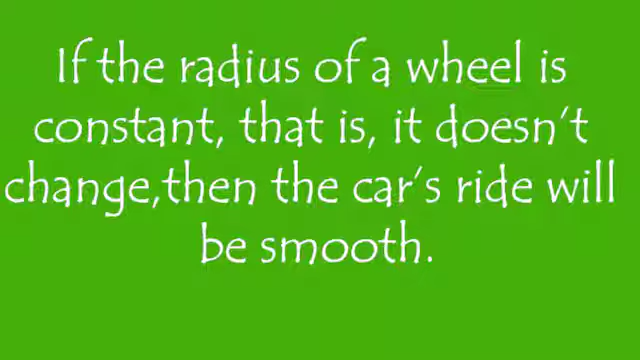 If the radius of a wheel is
constant, that is, it doesn't
change,then the car's ride will
be smooth.